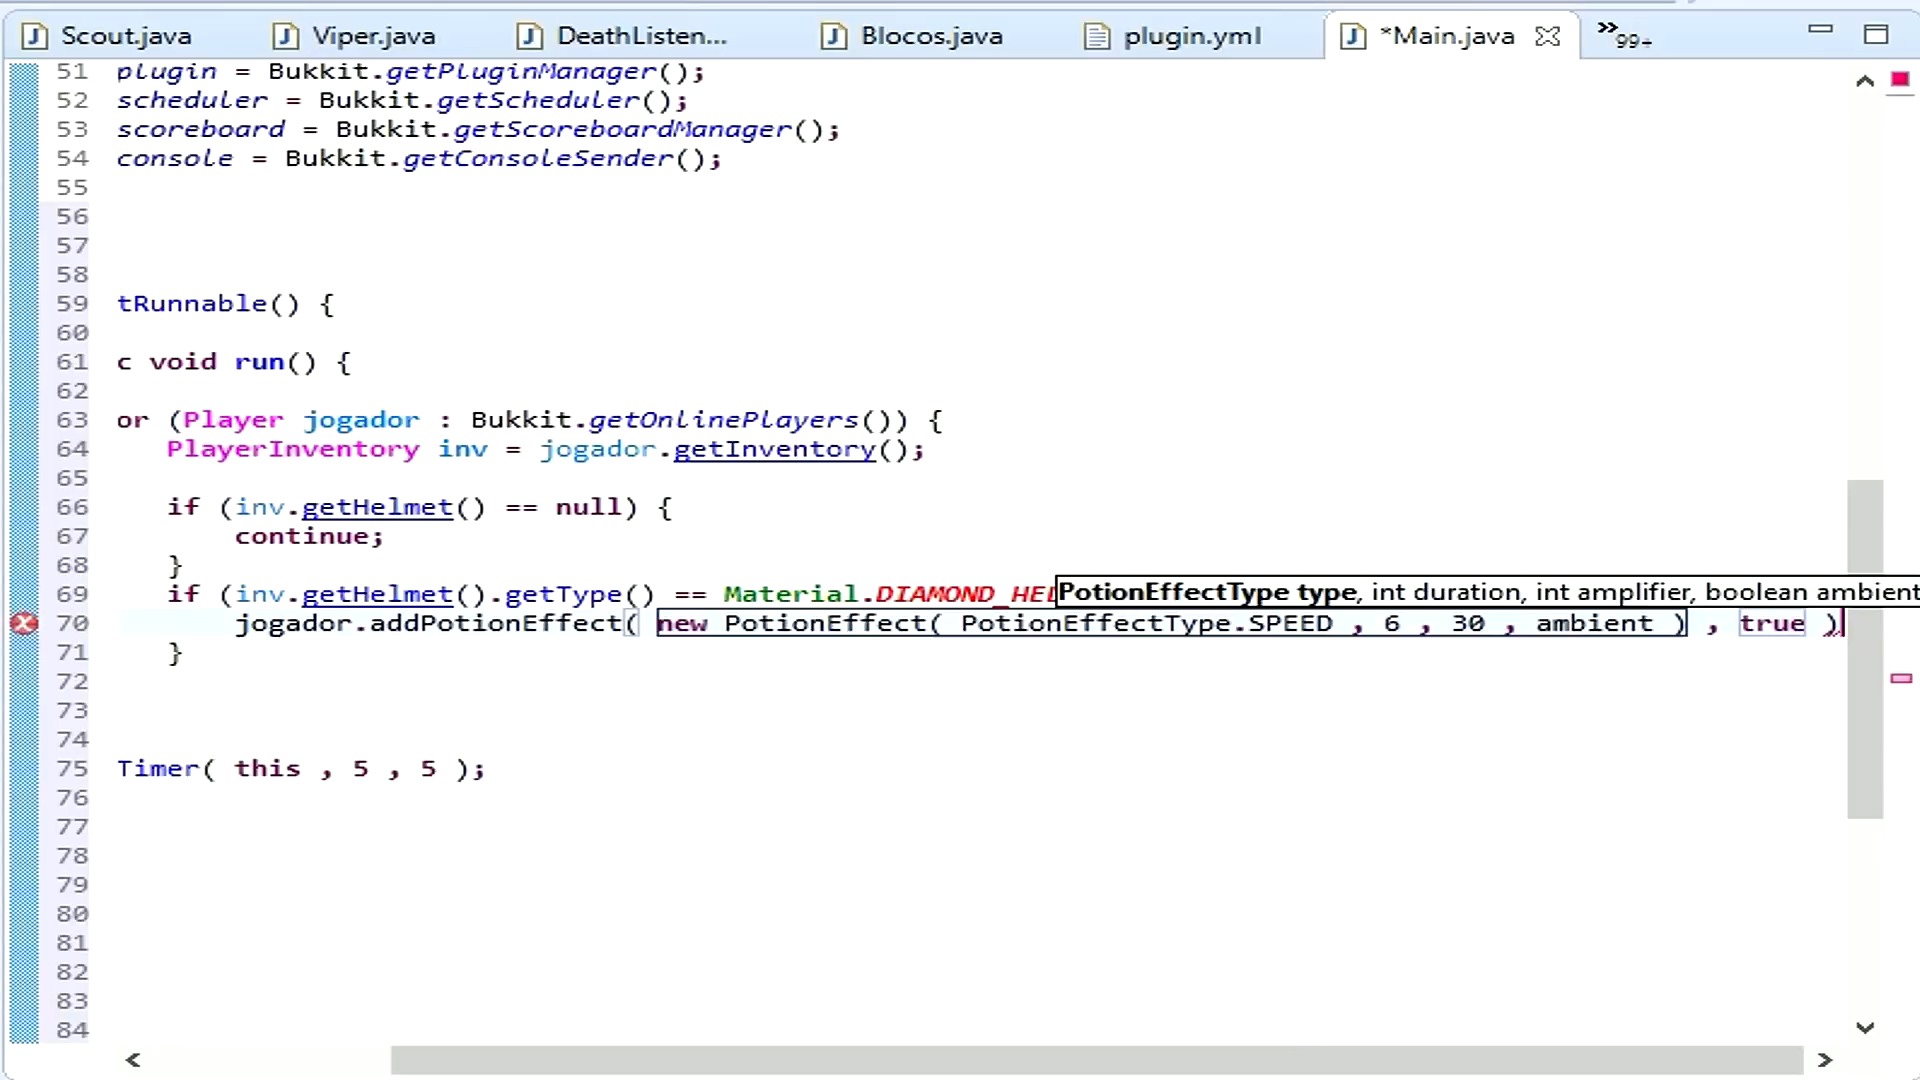 Scout.java Viper.java DeathListen... Blocos.java plugin.yml *Main.java »99+
51 plugin = Bukkit.getPluginManager();
52 scheduler = Bukkit.getScheduler();
53 scoreboard = Bukkit.getScoreboardManager();
54 console = Bukkit.getConsoleSender();
55
56
57
58
59 tRunnable() {
60
61 c void run() {
62
63 or (Player jogador : Bukkit.getOnlinePlayers()) {
64 PlayerInventory inv = jogador.getInventory();
65
66 if (inv.getHelmet() == null) {
67 continue;
68 }
69 if (inv.getHelmet().getType() == Material.DIAMOND_HEL
PotionEffectType type, int duration, int amplifier, boolean ambient
70 jogador.addPotionEffect( new PotionEffect( PotionEffectType.SPEED , 6 , 30 , ambient ) , true )
71 }
72
73
74
75 Timer( this , 5 , 5 );
76
77
78
79
80
81
82
83
84